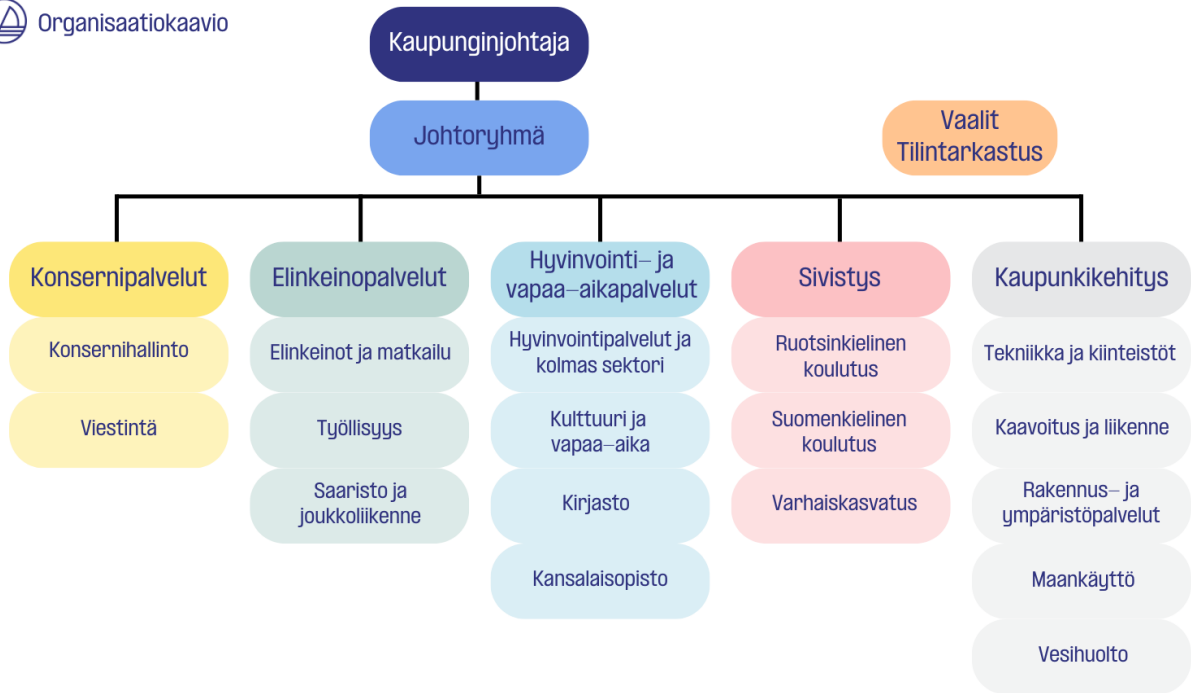 Organisaatiokaavio
Kaupunginjohtaja
Johtoryhmä
Vaalit
Tilintarkastus
Konsernipalvelut
Konsernihallinto
Viestintä
Elinkeinopalvelut
Elinkeinot ja matkailu
Työllisyys
Saaristo ja
joukkoliikenne
Hyvinvointi– ja
vapaa–aikapalvelut
Hyvinvointipalvelut ja
kolmas sektori
Kulttuuri ja
vapaa–aika
Kirjasto
Kansalaisopisto
Sivistys
Ruotsinkielinen
koulutus
Suomenkielinen
koulutus
Varhaiskasvatus
Kaupunkikehitys
Tekniikka ja kiinteistöt
Kaavoitus ja liikenne
Rakennus– ja
ympäristöpalvelut
Maankäyttö
Vesihuolto